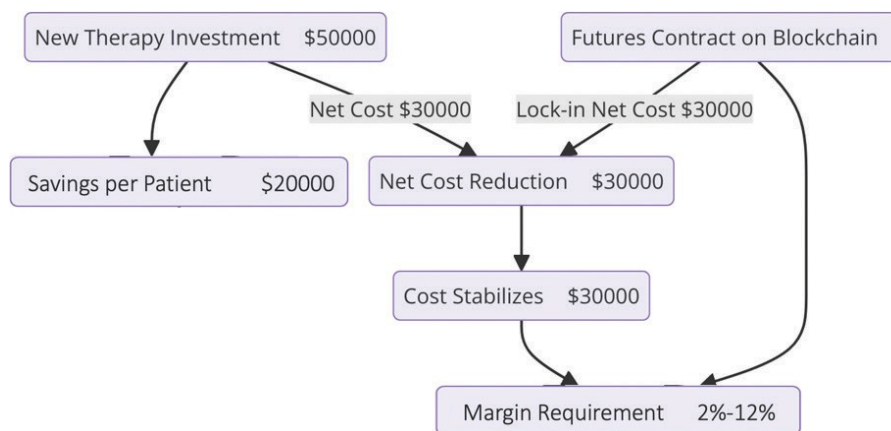 New Therapy Investment $50000
Futures Contract on Blockchain
Net Cost $30000
Lock-in Net Cost $30000
Savings per Patient $20000
Net Cost Reduction $30000
Cost Stabilizes $30000
Margin Requirement 2%-12%